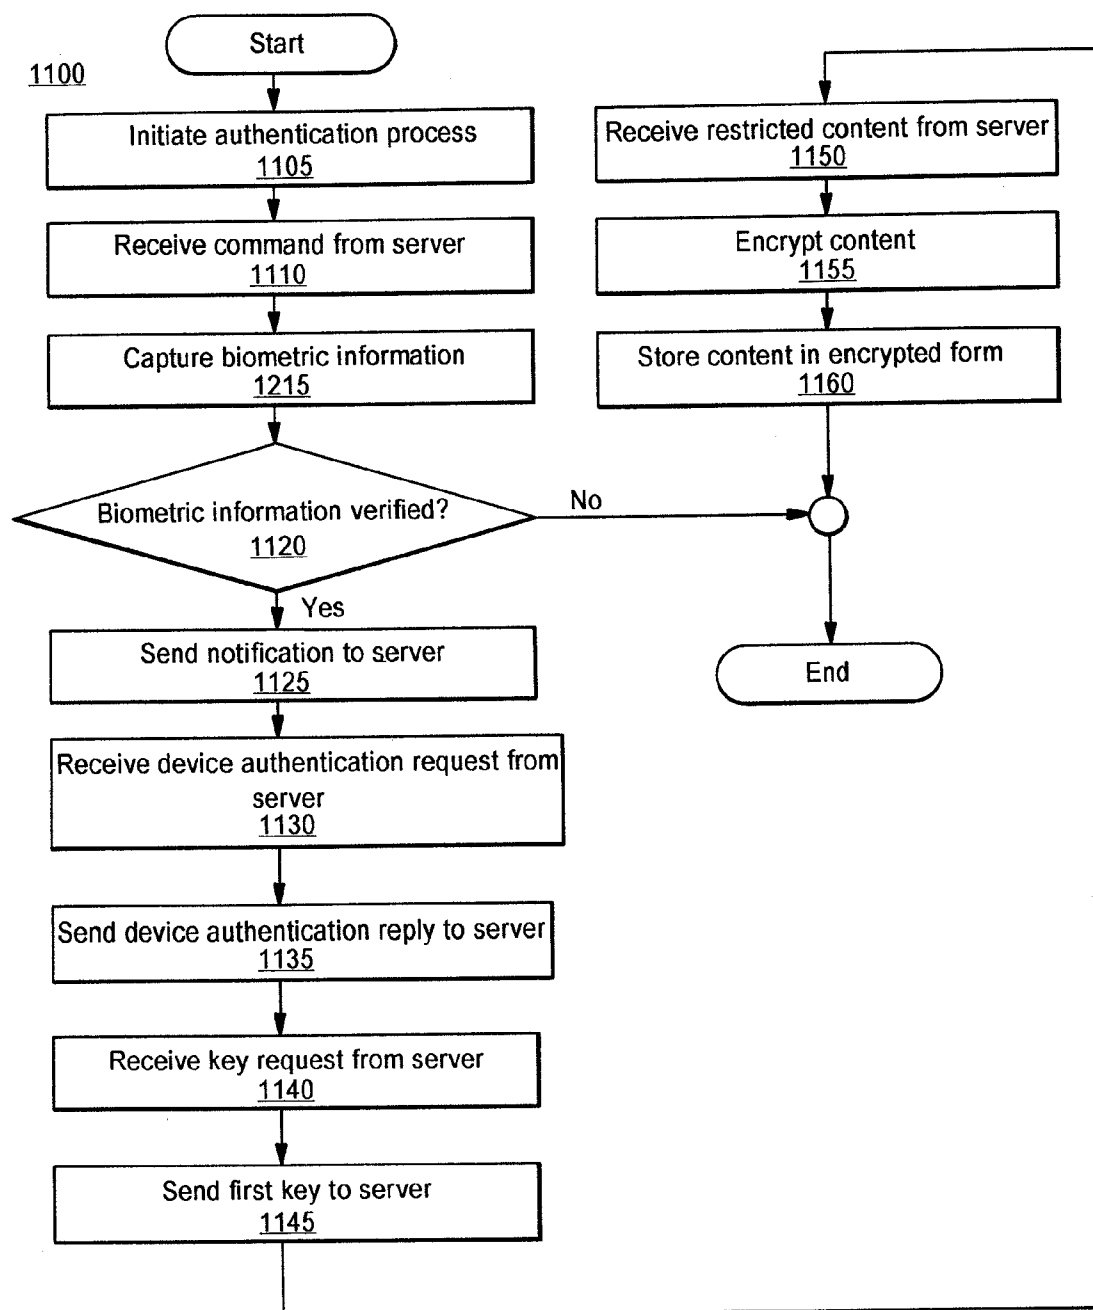 Start
1100
Initiate authentication process
1105
Receive command from server
1110
Capture biometric information
1215
Biometric information verified?
1120
No
Yes
Send notification to server
1125
Receive device authentication request from
server
1130
Send device authentication reply to server
1135
Receive key request from server
1140
Send first key to server
1145
Receive restricted content from server
1150
Encrypt content
1155
Store content in encrypted form
1160
End